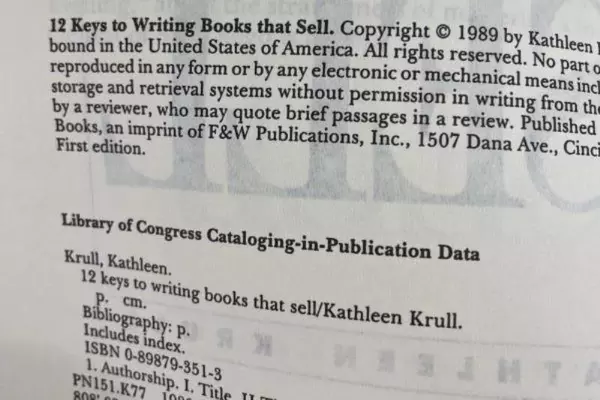 12 Keys to Writing Books that Sell. Copyright © 1989 by Kathleen
bound in the United States of America. All rights reserved. No part o
reproduced in any form or by any electronic or mechanical means incl
storage and retrieval systems without permission in writing from the
by a reviewer, who may quote brief passages in a review. Published
Books, an imprint of F&W Publications, Inc., 1507 Dana Ave., Cinci
First edition.
Library of Congress Cataloging-in-Publication Data
Krull, Kathleen.
12 keys to writing books that sell/Kathleen Krull.
p. cm.
Bibliography: p.
Includes index.
ISBN 0-89879-351-3
1. Authorship. I. Title.
PN151.K77
808'